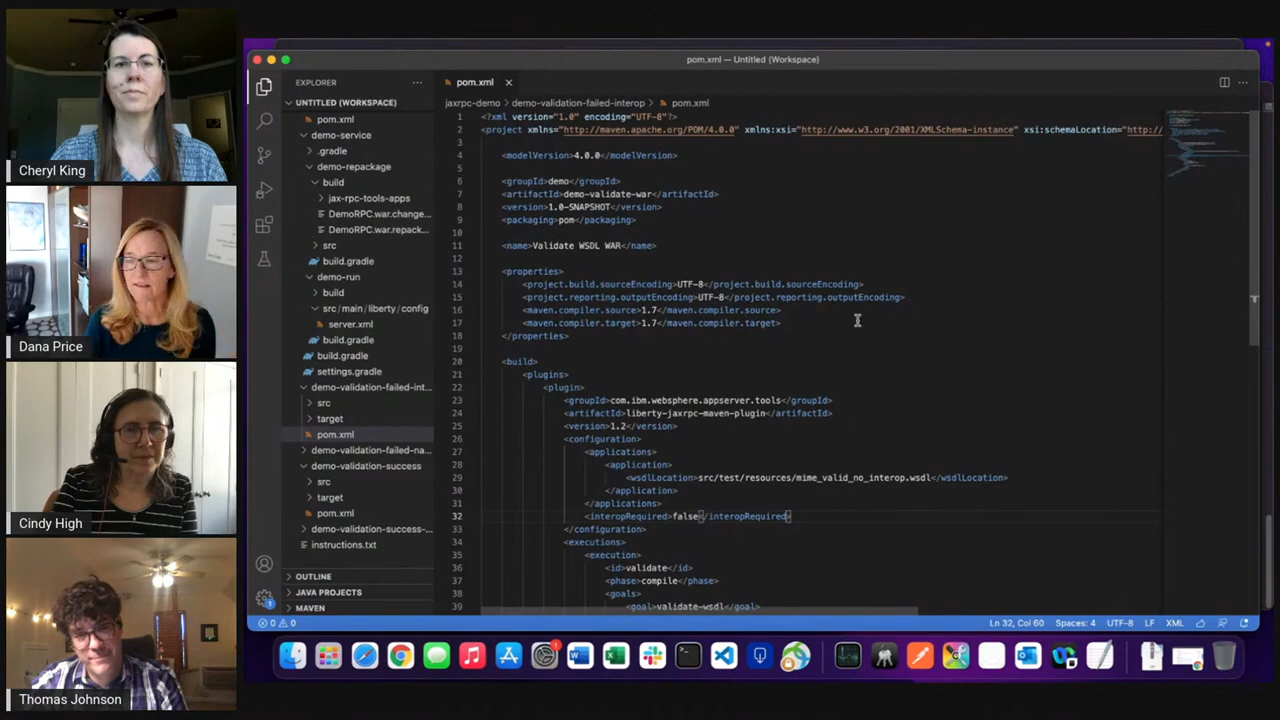 Cheryl King
Dana Price
Cindy High
Thomas Johnson
pom.xml — Untitled (Workspace)
EXPLORER
UNTITLED (WORKSPACE)
pom.xml
demo-service
.gradle
demo-repackage
build
jax-rpc-tools-apps
DemoRPC.war.change...
DemoRPC.war.repack...
src
build.gradle
demo-run
build
src/main/liberty/config
server.xml
build.gradle
build.gradle
settings.gradle
demo-validation-failed-int...
src
target
pom.xml
demo-validation-failed-na...
demo-validation-success
src
target
pom.xml
demo-validation-success-...
instructions.txt
OUTLINE
JAVA PROJECTS
MAVEN
pom.xml
jaxrpc-demo › demo-validation-failed-interop › pom.xml
1 <?xml version="1.0" encoding="UTF-8"?>
2 <project xmlns="http://maven.apache.org/POM/4.0.0" xmlns:xsi="http://www.w3.org/2001/XMLSchema-instance" xsi:schemaLocation="http://
3
4 <modelVersion>4.0.0</modelVersion>
5
6 <groupId>demo</groupId>
7 <artifactId>demo-validate-war</artifactId>
8 <version>1.0-SNAPSHOT</version>
9 <packaging>pom</packaging>
10
11 <name>Validate WSDL WAR</name>
12
13 <properties>
14 <project.build.sourceEncoding>UTF-8</project.build.sourceEncoding>
15 <project.reporting.outputEncoding>UTF-8</project.reporting.outputEncoding>
16 <maven.compiler.source>1.7</maven.compiler.source>
17 <maven.compiler.target>1.7</maven.compiler.target>
18 </properties>
19
20 <build>
21 <plugins>
22 <plugin>
23 <groupId>com.ibm.websphere.appserver.tools</groupId>
24 <artifactId>liberty-jaxrpc-maven-plugin</artifactId>
25 <version>1.2</version>
26 <configuration>
27 <applications>
28 <application>
29 <wsdlLocation>src/test/resources/mime_valid_no_interop.wsdl</wsdlLocation>
30 </application>
31 </applications>
32 <interopRequired>false</interopRequired>
33 </configuration>
34 <executions>
35 <execution>
36 <id>validate</id>
37 <phase>compile</phase>
38 <goals>
39 <goal>validate-wsdl</goal>
0 0
Ln 32, Col 60 Spaces: 4 UTF-8 LF XML